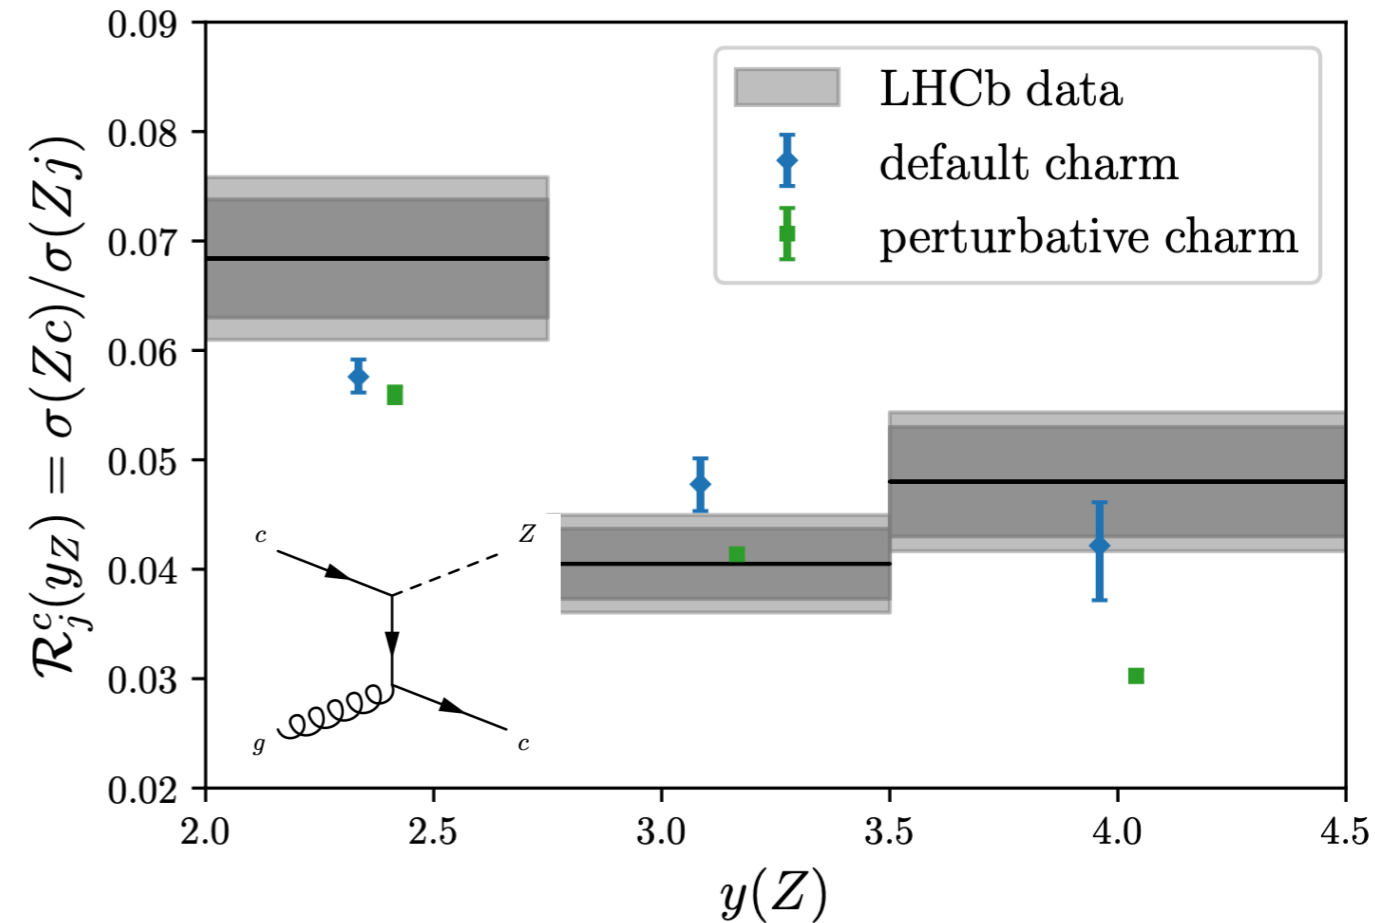 0.09
0.08
0.07
0.06
0.05
0.04
0.03
0.02
2.0 2.5 3.0 3.5 4.0 4.5
y(Z)
ℛ_j^c(y_Z) = σ(Zc)/σ(Zj)
LHCb data
default charm
perturbative charm
c
Z
g
c